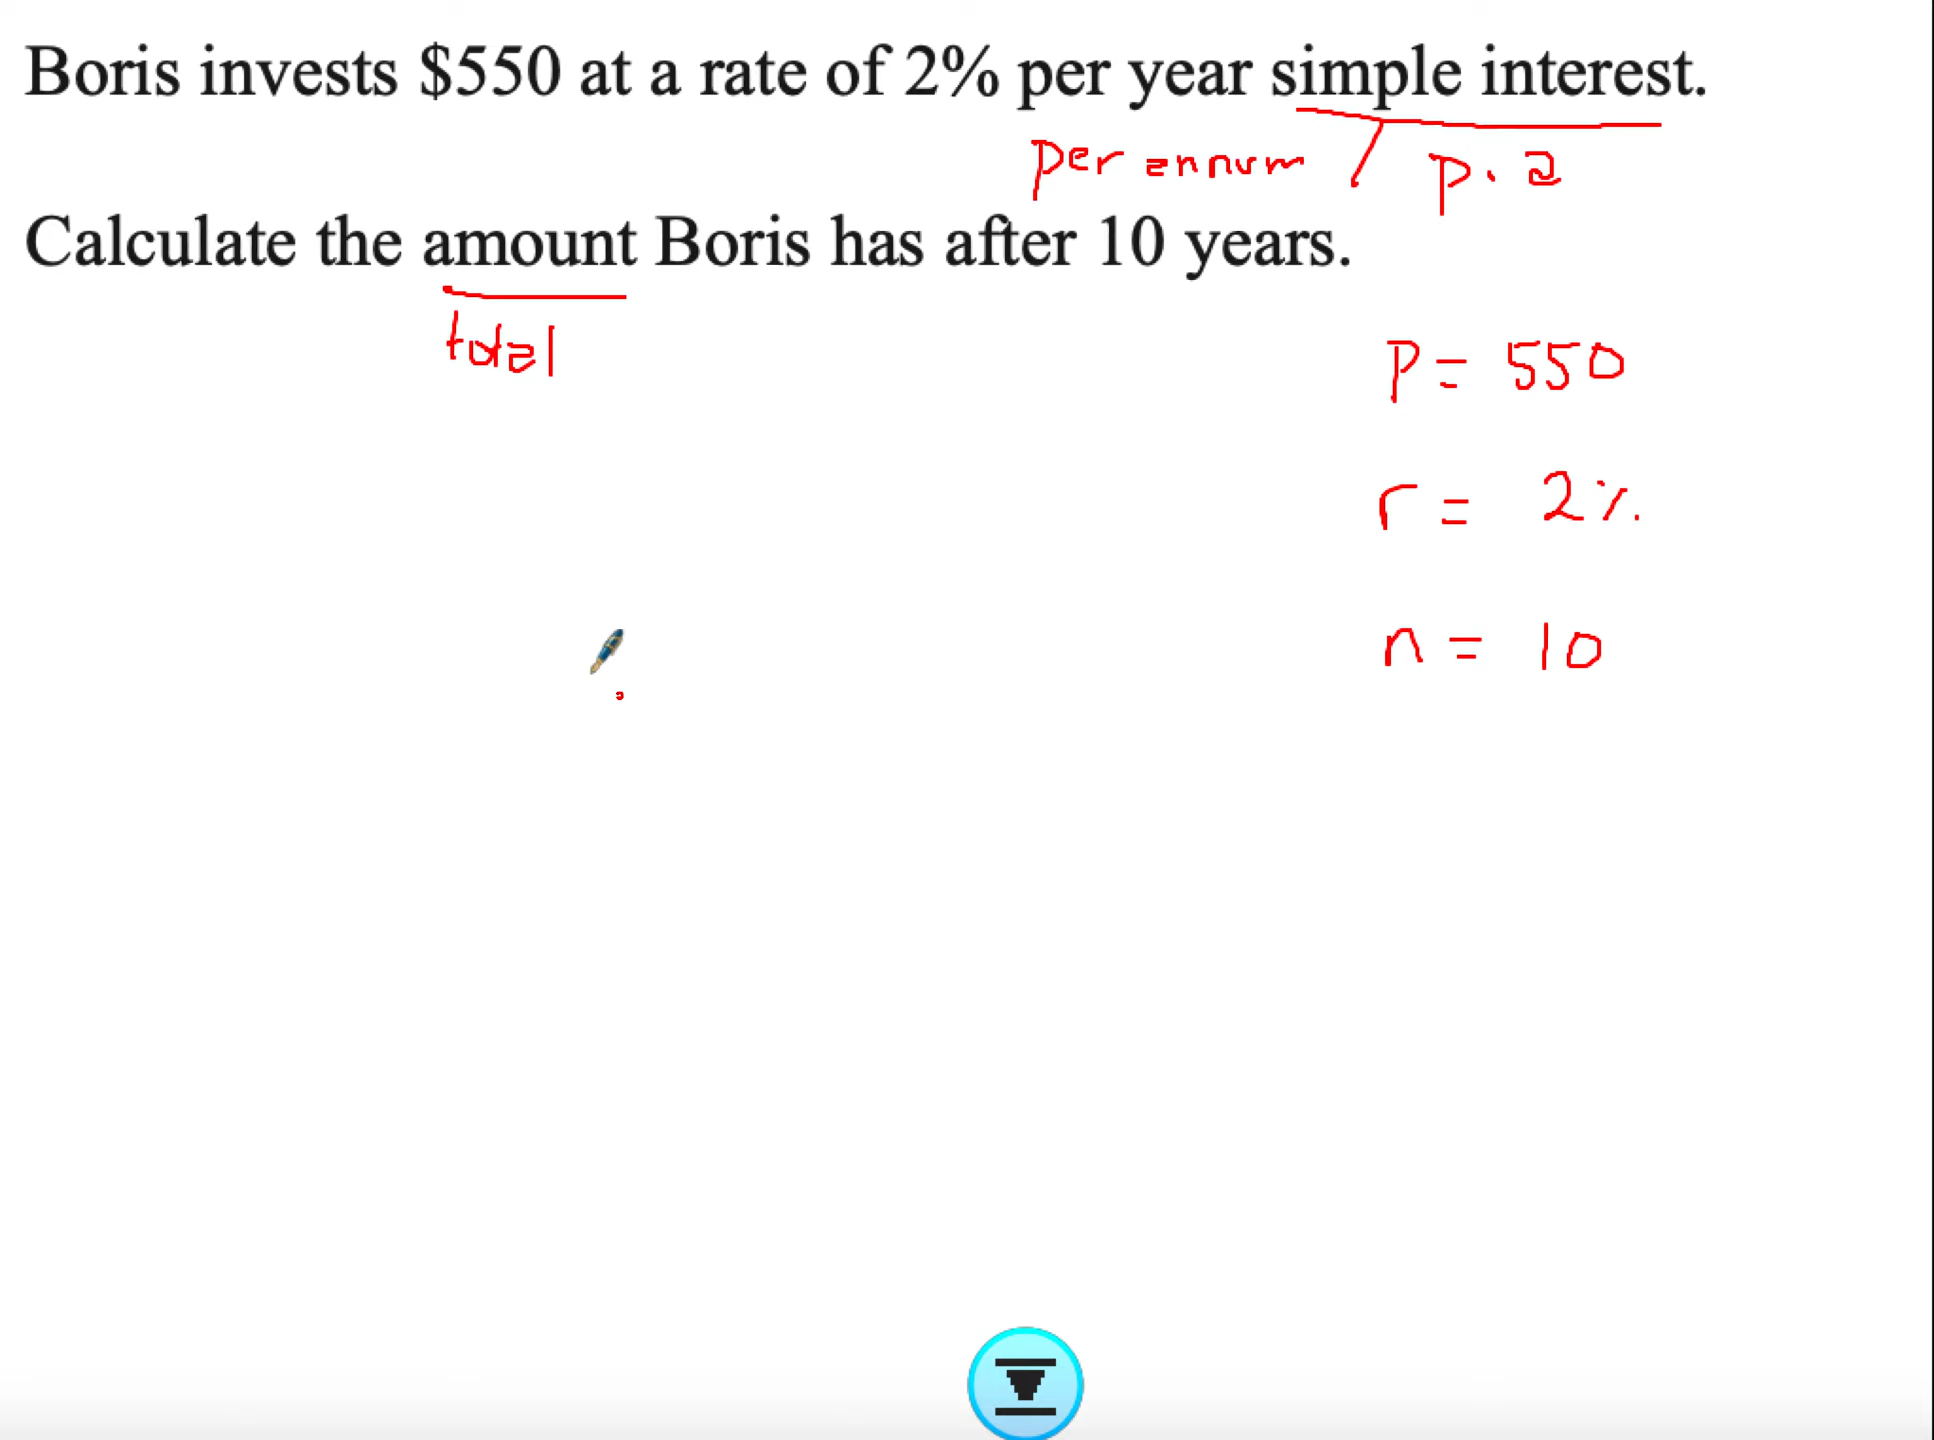 Boris invests $550 at a rate of 2% per year simple interest.
per annum / p.a
Calculate the amount Boris has after 10 years.
total
P = 550
r = 2%
n = 10